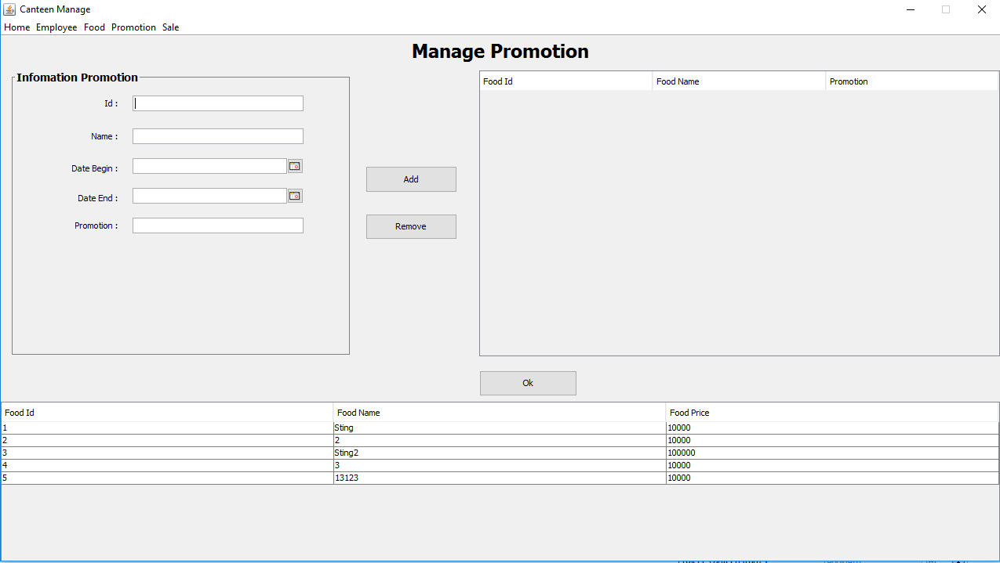 Canteen Manage
Home Employee Food Promotion Sale
Manage Promotion
Infomation Promotion
Id :
Name :
Date Begin :
Date End :
Promotion :
Add
Remove
Food Id Food Name Promotion
Ok
Food Id Food Name Food Price
1 Sting 10000
2 2 10000
3 Sting2 100000
4 3 10000
5 13123 10000